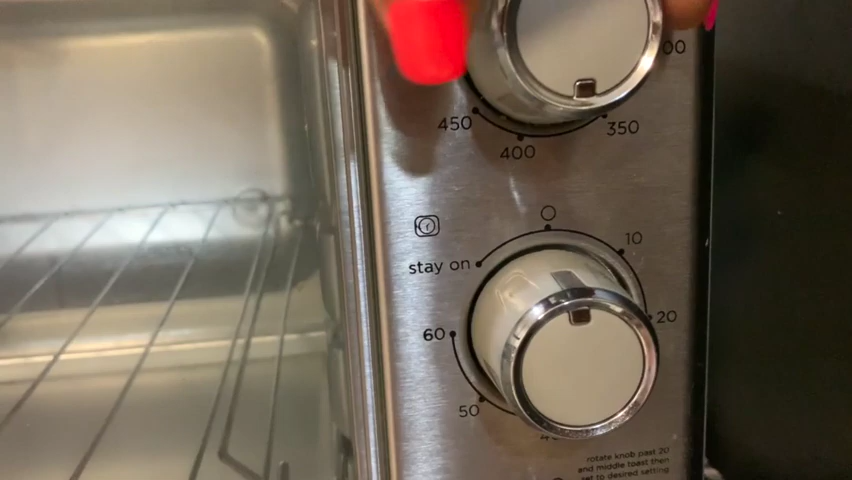 00
450
350
400
0
10
stay on
20
60
50
rotate knob past 20
and middle toast then
set to desired setting